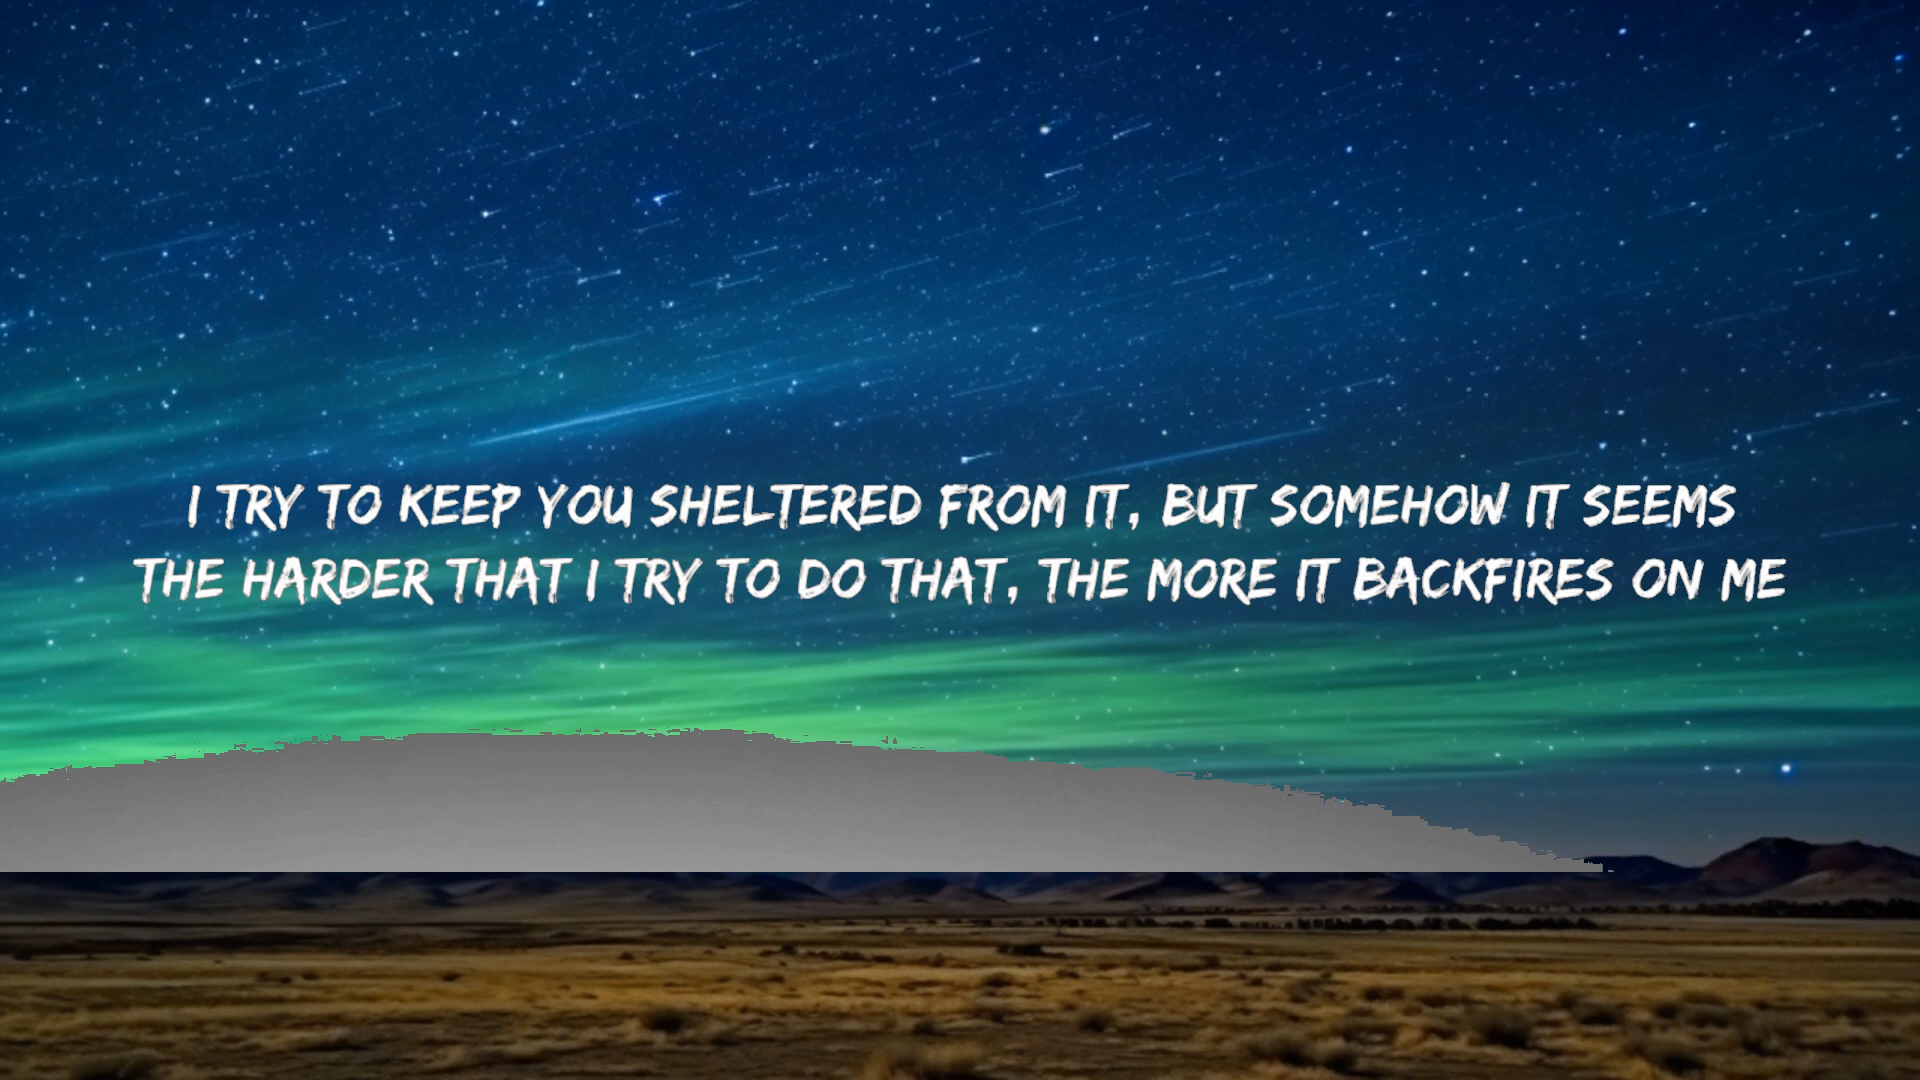 I TRY TO KEEP YOU SHELTERED FROM IT, BUT SOMEHOW IT SEEMS
THE HARDER THAT I TRY TO DO THAT, THE MORE IT BACKFIRES ON ME